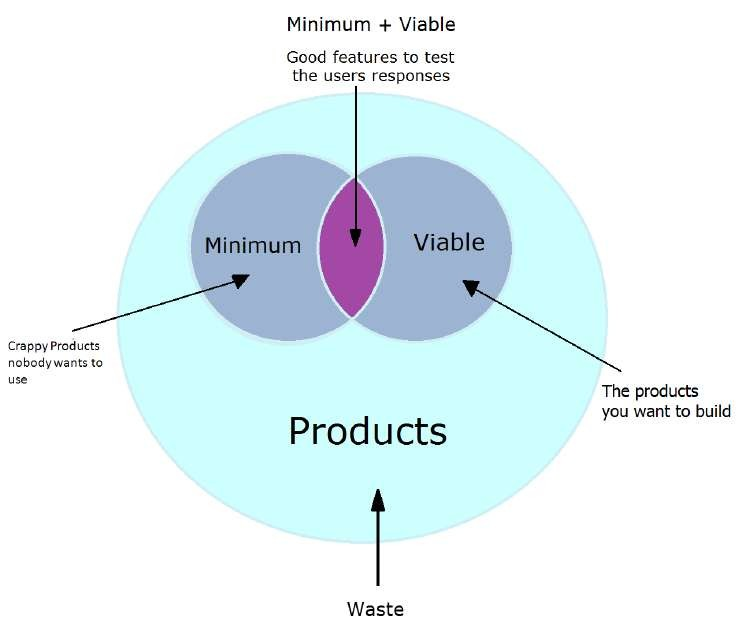 Minimum + Viable
Good features to test
the users responses
Minimum
Viable
Crappy Products
nobody wants to
use
The products
you want to build
Products
Waste